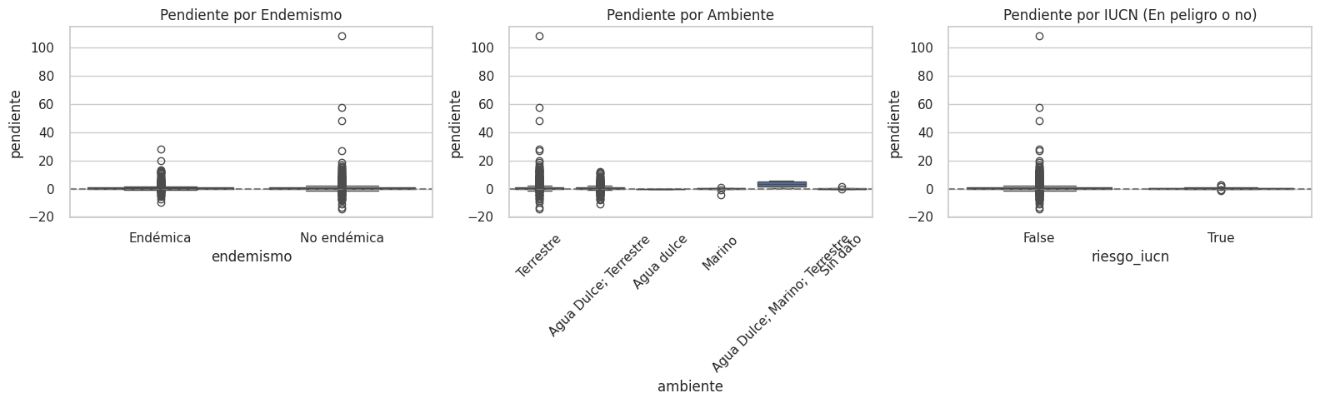 Pendiente por Endemismo
pendiente
100
80
60
40
20
0
−20
Endémica
No endémica
endemismo
Pendiente por Ambiente
pendiente
100
80
60
40
20
0
−20
Terrestre
Agua Dulce; Terrestre
Agua dulce
Marino
Agua Dulce; Marino; Terrestre
Sin dato
ambiente
Pendiente por IUCN (En peligro o no)
pendiente
100
80
60
40
20
0
−20
False
True
riesgo_iucn